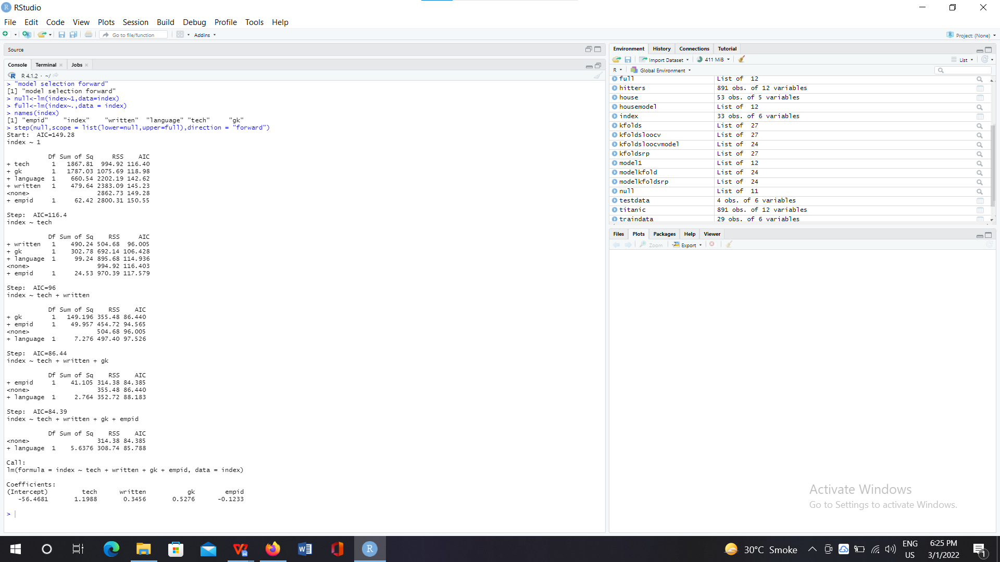 RStudio
File Edit Code View Plots Session Build Debug Profile Tools Help
Go to file/function Addins Project: (None)
Source
Console Terminal Jobs
R 4.1.2 · ~/
> "model selection forward"
[1] "model selection forward"
> null<-lm(index~1,data=index)
> full<-lm(index~.,data = index)
> names(index)
[1] "empid"    "index"    "written"  "language" "tech"     "gk"
> step(null,scope = list(lower=null,upper=full),direction = "forward")
Start:  AIC=149.28
index ~ 1
           Df Sum of Sq     RSS    AIC
+ tech      1   1867.81  994.92 116.40
+ gk        1   1787.03 1075.69 118.98
+ language  1    660.54 2202.19 142.62
+ written   1    479.64 2383.09 145.23
<none>                  2862.73 149.28
+ empid     1     62.42 2800.31 150.55
Step:  AIC=116.4
index ~ tech
           Df Sum of Sq    RSS     AIC
+ written   1    490.24 504.68  96.005
+ gk        1    302.78 692.14 106.428
+ language  1     99.24 895.68 114.936
<none>                  994.92 116.403
+ empid     1     24.53 970.39 117.579
Step:  AIC=96
index ~ tech + written
           Df Sum of Sq    RSS    AIC
+ gk        1   149.196 355.48 86.440
+ empid     1    49.957 454.72 94.565
<none>                  504.68 96.005
+ language  1     7.276 497.40 97.526
Step:  AIC=86.44
index ~ tech + written + gk
           Df Sum of Sq    RSS    AIC
+ empid     1    41.105 314.38 84.385
<none>                  355.48 86.440
+ language  1     2.764 352.72 88.183
Step:  AIC=84.39
index ~ tech + written + gk + empid
           Df Sum of Sq    RSS    AIC
<none>                  314.38 84.385
+ language  1    5.6376 308.74 85.788
Call:
lm(formula = index ~ tech + written + gk + empid, data = index)
Coefficients:
(Intercept)         tech      written           gk        empid
   -56.4681       1.1988       0.3456       0.5276      -0.1233
>
Environment History Connections Tutorial
Import Dataset 411 MiB List
R Global Environment
full List of 12
hitters 891 obs. of 12 variables
house 53 obs. of 5 variables
housemodel List of 12
index 33 obs. of 6 variables
kfolds List of 27
kfoldsloocv List of 27
kfoldsloocvmodel List of 24
kfoldsrp List of 27
model1 List of 12
modelkfold List of 24
modelkfoldsrp List of 24
null List of 11
testdata 4 obs. of 6 variables
titanic 891 obs. of 12 variables
traindata 29 obs. of 6 variables
Files Plots Packages Help Viewer
Zoom Export
Activate Windows
Go to Settings to activate Windows.
30°C Smoke
ENG
US
6:25 PM
3/1/2022
1